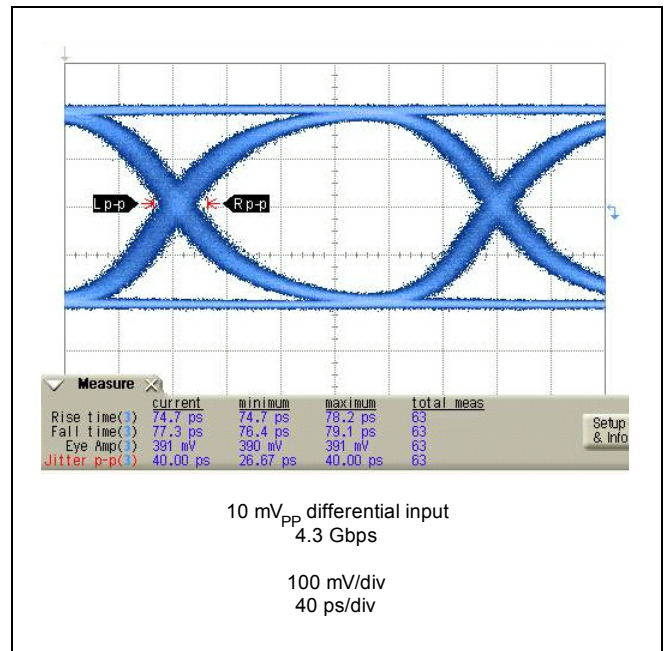 L p-p
R p-p
Measure
current minimum maximum total meas
Rise time(3) 74.7 ps 74.7 ps 78.2 ps 63
Fall time(3) 77.3 ps 76.4 ps 79.1 ps 63
Eye Amp(3) 391 mV 390 mV 391 mV 63
Jitter p-p(3) 40.00 ps 26.67 ps 40.00 ps 63
Setup
& Info
10 mVPP differential input
4.3 Gbps
100 mV/div
40 ps/div